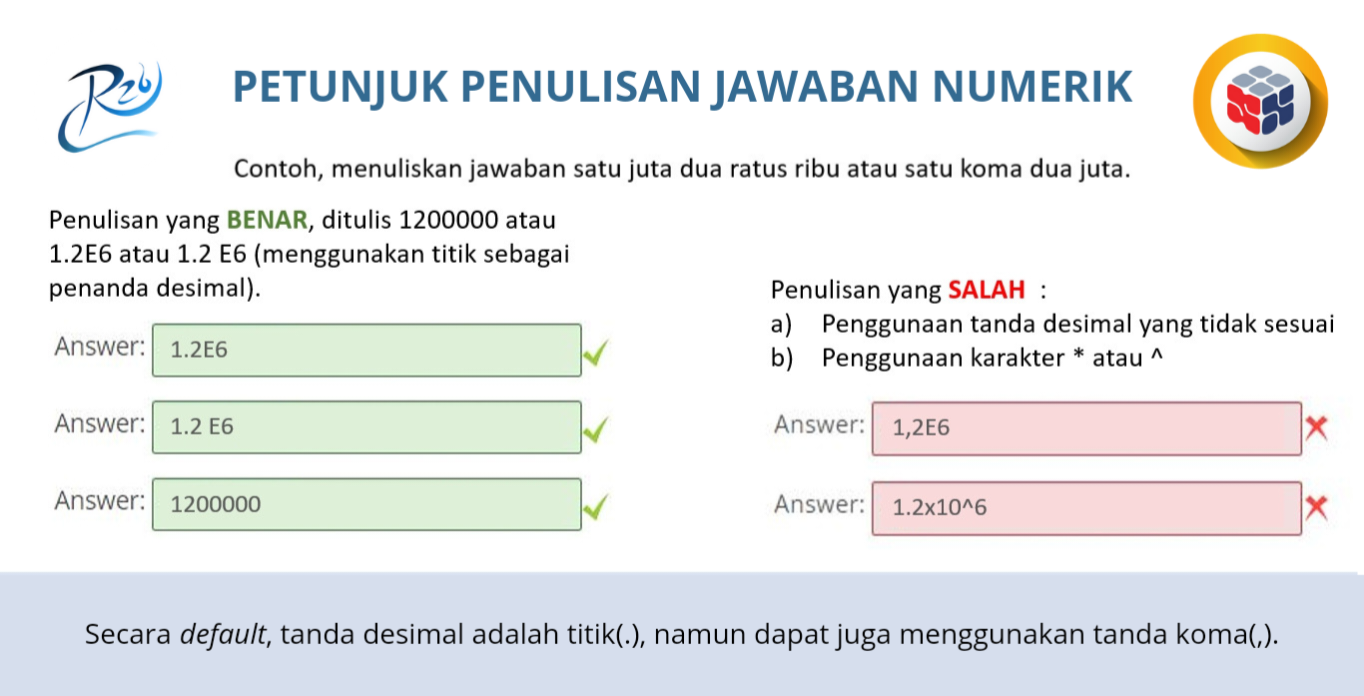 Rzby
PETUNJUK PENULISAN JAWABAN NUMERIK
Contoh, menuliskan jawaban satu juta dua ratus ribu atau satu koma dua juta.
Penulisan yang BENAR, ditulis 1200000 atau
1.2E6 atau 1.2 E6 (menggunakan titik sebagai
penanda desimal).
Answer: 1.2E6
Answer: 1.2 E6
Answer: 1200000
Penulisan yang SALAH :
a) Penggunaan tanda desimal yang tidak sesuai
b) Penggunaan karakter * atau ^
Answer: 1,2E6
Answer: 1.2x10^6
Secara default, tanda desimal adalah titik(.), namun dapat juga menggunakan tanda koma(,).